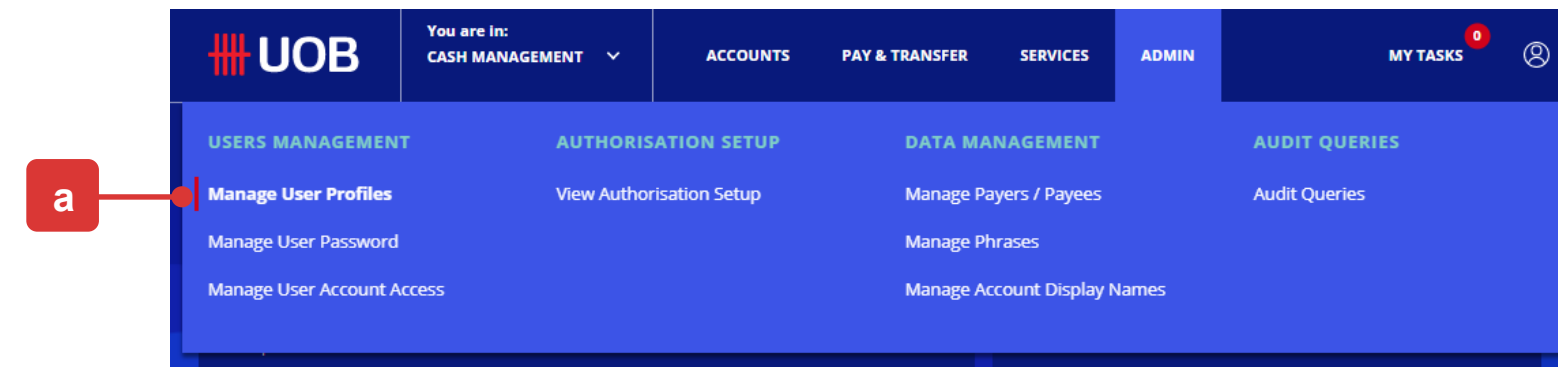 UOB
You are in:
CASH MANAGEMENT
ACCOUNTS
PAY & TRANSFER
SERVICES
ADMIN
MY TASKS
0
USERS MANAGEMENT
Manage User Profiles
Manage User Password
Manage User Account Access
AUTHORISATION SETUP
View Authorisation Setup
DATA MANAGEMENT
Manage Payers / Payees
Manage Phrases
Manage Account Display Names
AUDIT QUERIES
Audit Queries
a